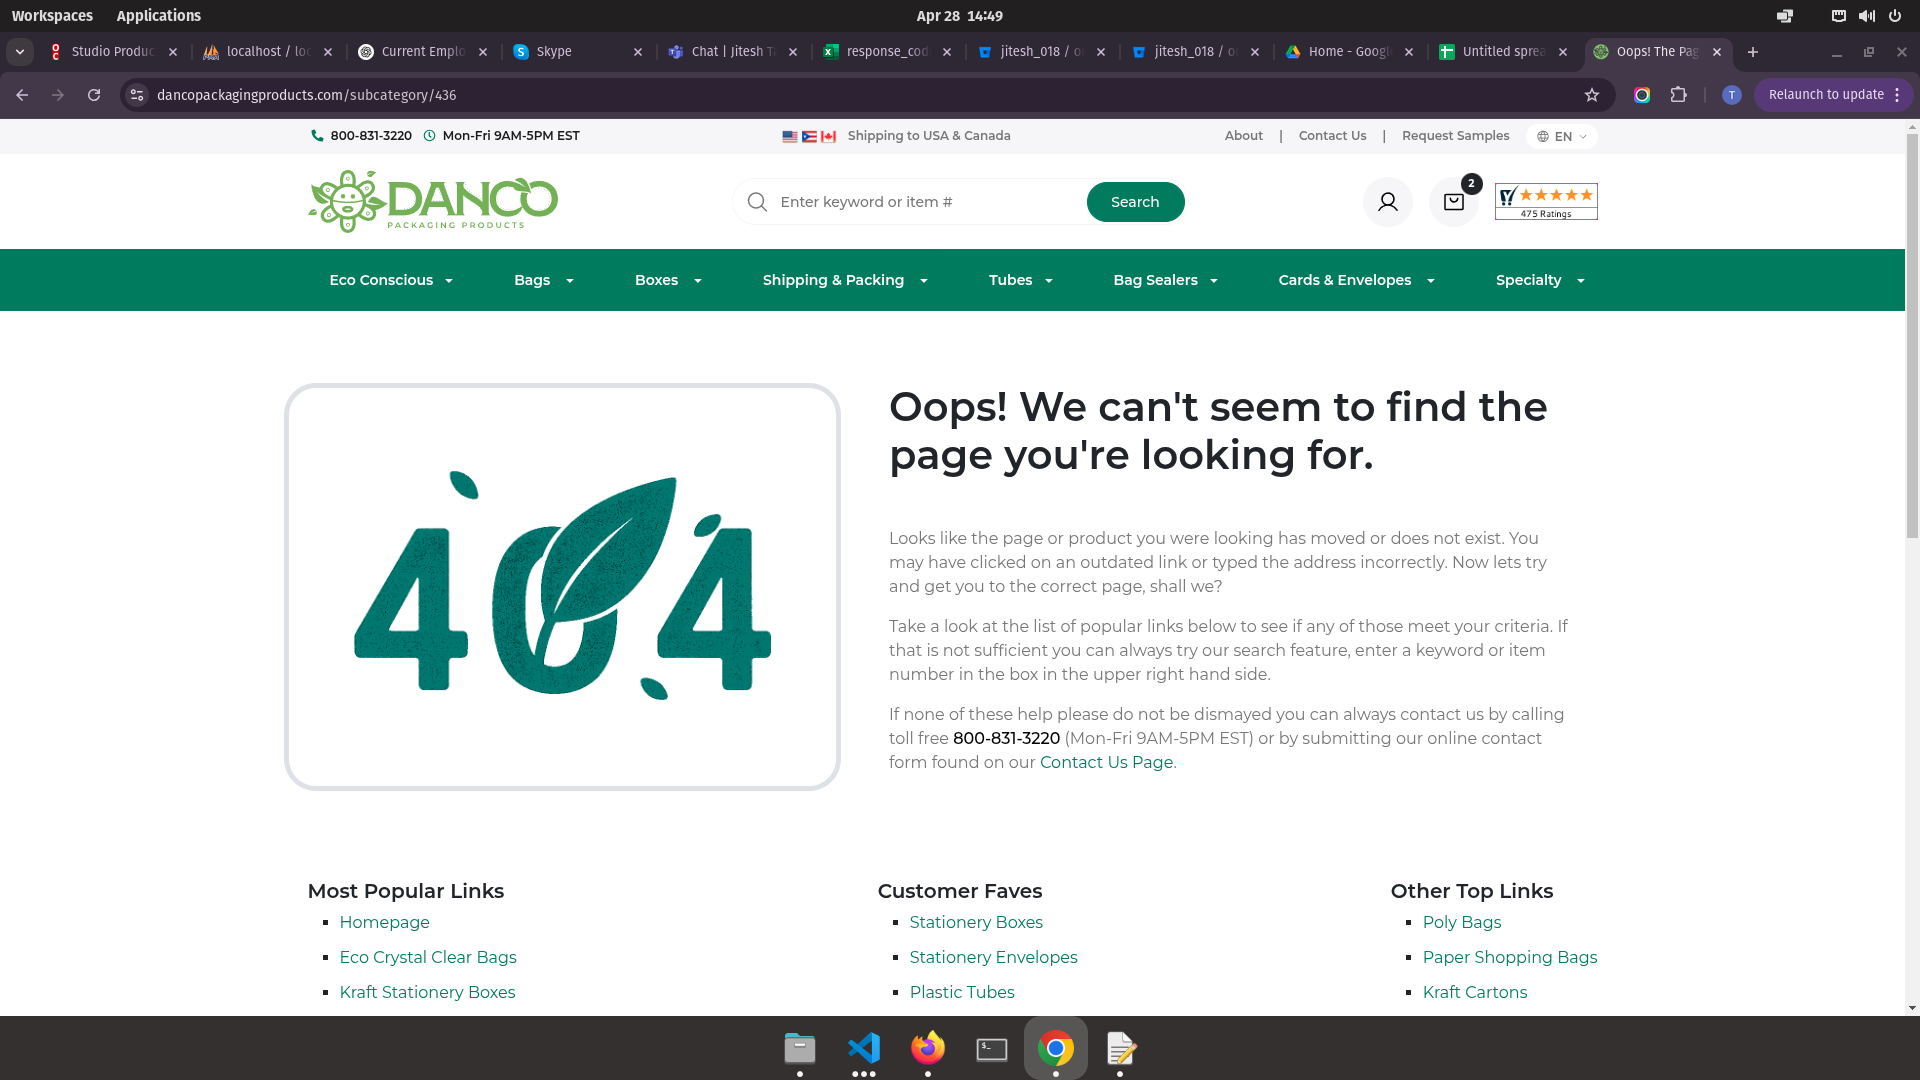 Workspaces Applications Apr 28 14:49
Studio Produc localhost / loc Current Emplo Skype Chat | Jitesh Ta response_cod jitesh_018 / o jitesh_018 / o Home - Google Untitled sprea Oops! The Pag
dancopackagingproducts.com/subcategory/436 T Relaunch to update
800-831-3220 Mon-Fri 9AM-5PM EST Shipping to USA & Canada About | Contact Us | Request Samples EN
DANCO
PACKAGING PRODUCTS
Enter keyword or item # Search 2
475 Ratings
Eco Conscious Bags Boxes Shipping & Packing Tubes Bag Sealers Cards & Envelopes Specialty
404
Oops! We can't seem to find the
page you're looking for.
Looks like the page or product you were looking has moved or does not exist. You
may have clicked on an outdated link or typed the address incorrectly. Now lets try
and get you to the correct page, shall we?
Take a look at the list of popular links below to see if any of those meet your criteria. If
that is not sufficient you can always try our search feature, enter a keyword or item
number in the box in the upper right hand side.
If none of these help please do not be dismayed you can always contact us by calling
toll free 800-831-3220 (Mon-Fri 9AM-5PM EST) or by submitting our online contact
form found on our Contact Us Page.
Most Popular Links
Homepage
Eco Crystal Clear Bags
Kraft Stationery Boxes
Customer Faves
Stationery Boxes
Stationery Envelopes
Plastic Tubes
Other Top Links
Poly Bags
Paper Shopping Bags
Kraft Cartons